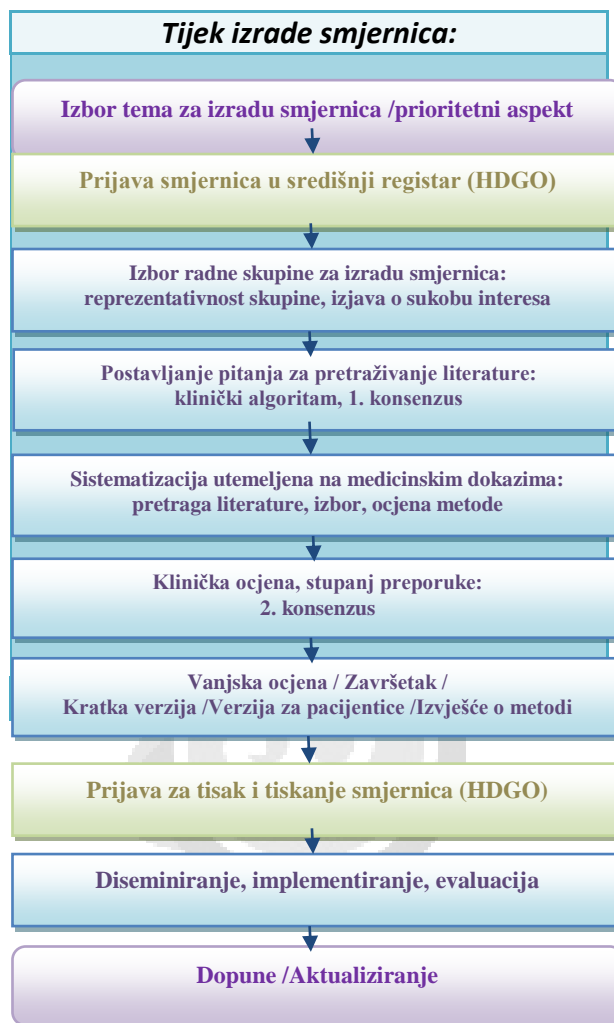 Tijek izrade smjernica:
Izbor tema za izradu smjernica /prioritetni aspekt
Prijava smjernica u središnji registar (HDGO)
Izbor radne skupine za izradu smjernica:
reprezentativnost skupine, izjava o sukobu interesa
Postavljanje pitanja za pretraživanje literature:
klinički algoritam, 1. konsenzus
Sistematizacija utemeljena na medicinskim dokazima:
pretraga literature, izbor, ocjena metode
Klinička ocjena, stupanj preporuke:
2. konsenzus
Vanjska ocjena / Završetak /
Kratka verzija /Verzija za pacijentice /Izvješće o metodi
Prijava za tisak i tiskanje smjernica (HDGO)
Diseminiranje, implementiranje, evaluacija
Dopune /Aktualiziranje